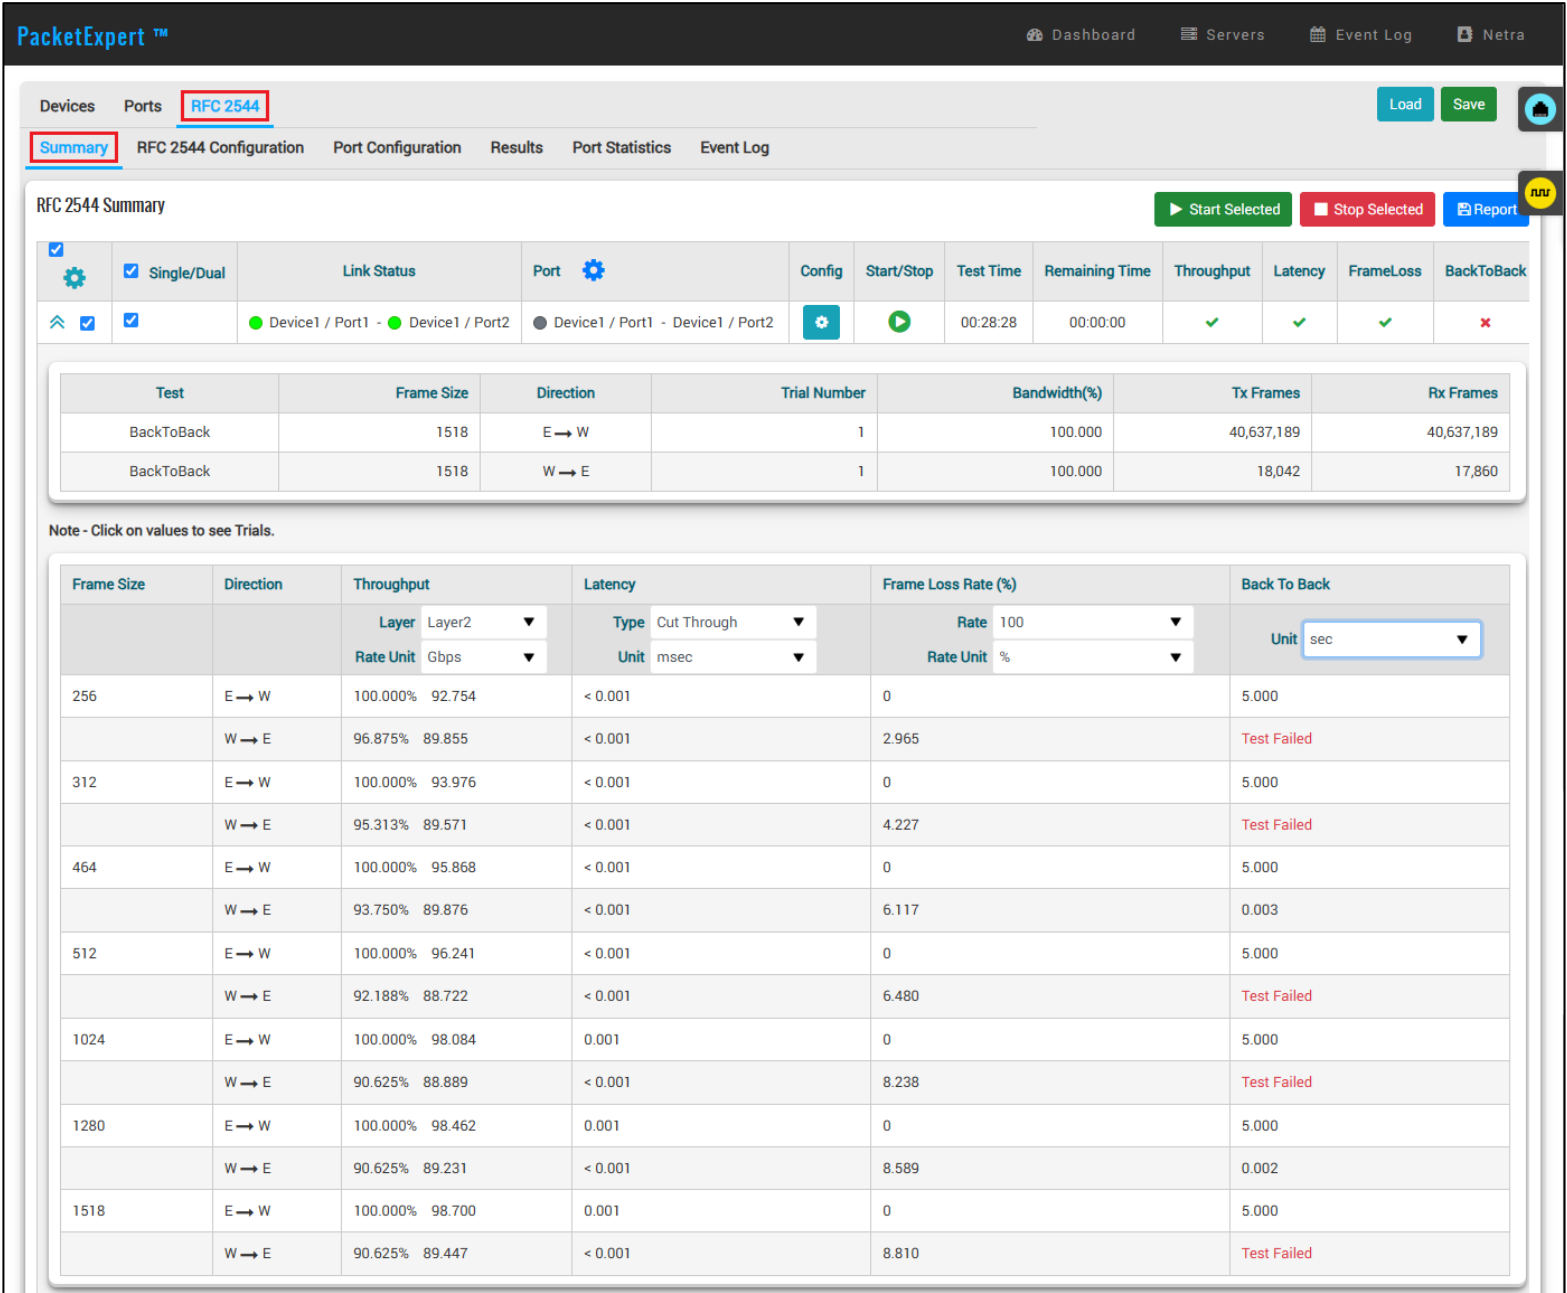 PacketExpert ™
Dashboard Servers Event Log Netra
Devices Ports RFC 2544 Load Save
Summary RFC 2544 Configuration Port Configuration Results Port Statistics Event Log
RFC 2544 Summary Start Selected Stop Selected Report
Single/Dual Link Status Port Config Start/Stop Test Time Remaining Time Throughput Latency FrameLoss BackToBack
Device1 / Port1 - Device1 / Port2 Device1 / Port1 - Device1 / Port2 00:28:28 00:00:00
Test Frame Size Direction Trial Number Bandwidth(%) Tx Frames Rx Frames
BackToBack 1518 E → W 1 100.000 40,637,189 40,637,189
BackToBack 1518 W → E 1 100.000 18,042 17,860
Note - Click on values to see Trials.
Frame Size Direction Throughput Latency Frame Loss Rate (%) Back To Back
Layer Layer2 Type Cut Through Rate 100
Unit sec
Rate Unit Gbps Unit msec Rate Unit %
256 E → W 100.000% 92.754 < 0.001 0 5.000
W → E 96.875% 89.855 < 0.001 2.965 Test Failed
312 E → W 100.000% 93.976 < 0.001 0 5.000
W → E 95.313% 89.571 < 0.001 4.227 Test Failed
464 E → W 100.000% 95.868 < 0.001 0 5.000
W → E 93.750% 89.876 < 0.001 6.117 0.003
512 E → W 100.000% 96.241 < 0.001 0 5.000
W → E 92.188% 88.722 < 0.001 6.480 Test Failed
1024 E → W 100.000% 98.084 0.001 0 5.000
W → E 90.625% 88.889 < 0.001 8.238 Test Failed
1280 E → W 100.000% 98.462 0.001 0 5.000
W → E 90.625% 89.231 < 0.001 8.589 0.002
1518 E → W 100.000% 98.700 0.001 0 5.000
W → E 90.625% 89.447 < 0.001 8.810 Test Failed